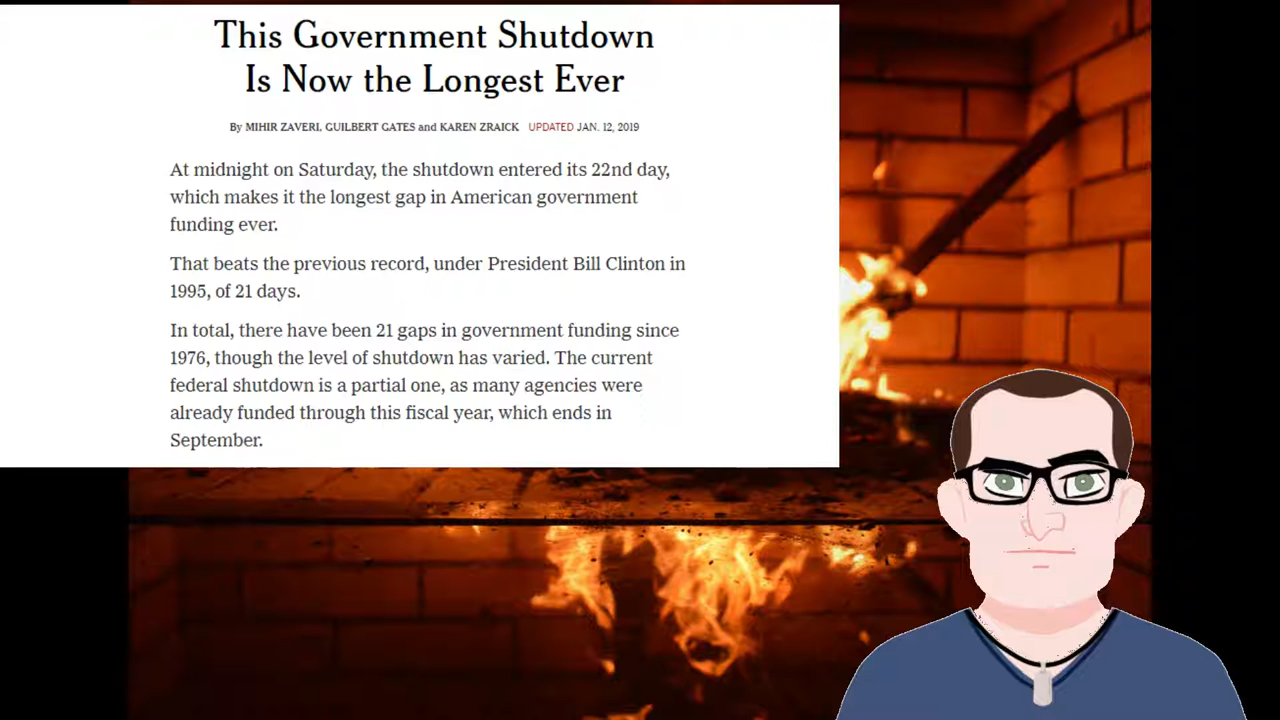 This Government Shutdown
Is Now the Longest Ever
By MIHIR ZAVERI, GUILBERT GATES and KAREN ZRAICK UPDATED JAN. 12, 2019
At midnight on Saturday, the shutdown entered its 22nd day,
which makes it the longest gap in American government
funding ever.
That beats the previous record, under President Bill Clinton in
1995, of 21 days.
In total, there have been 21 gaps in government funding since
1976, though the level of shutdown has varied. The current
federal shutdown is a partial one, as many agencies were
already funded through this fiscal year, which ends in
September.